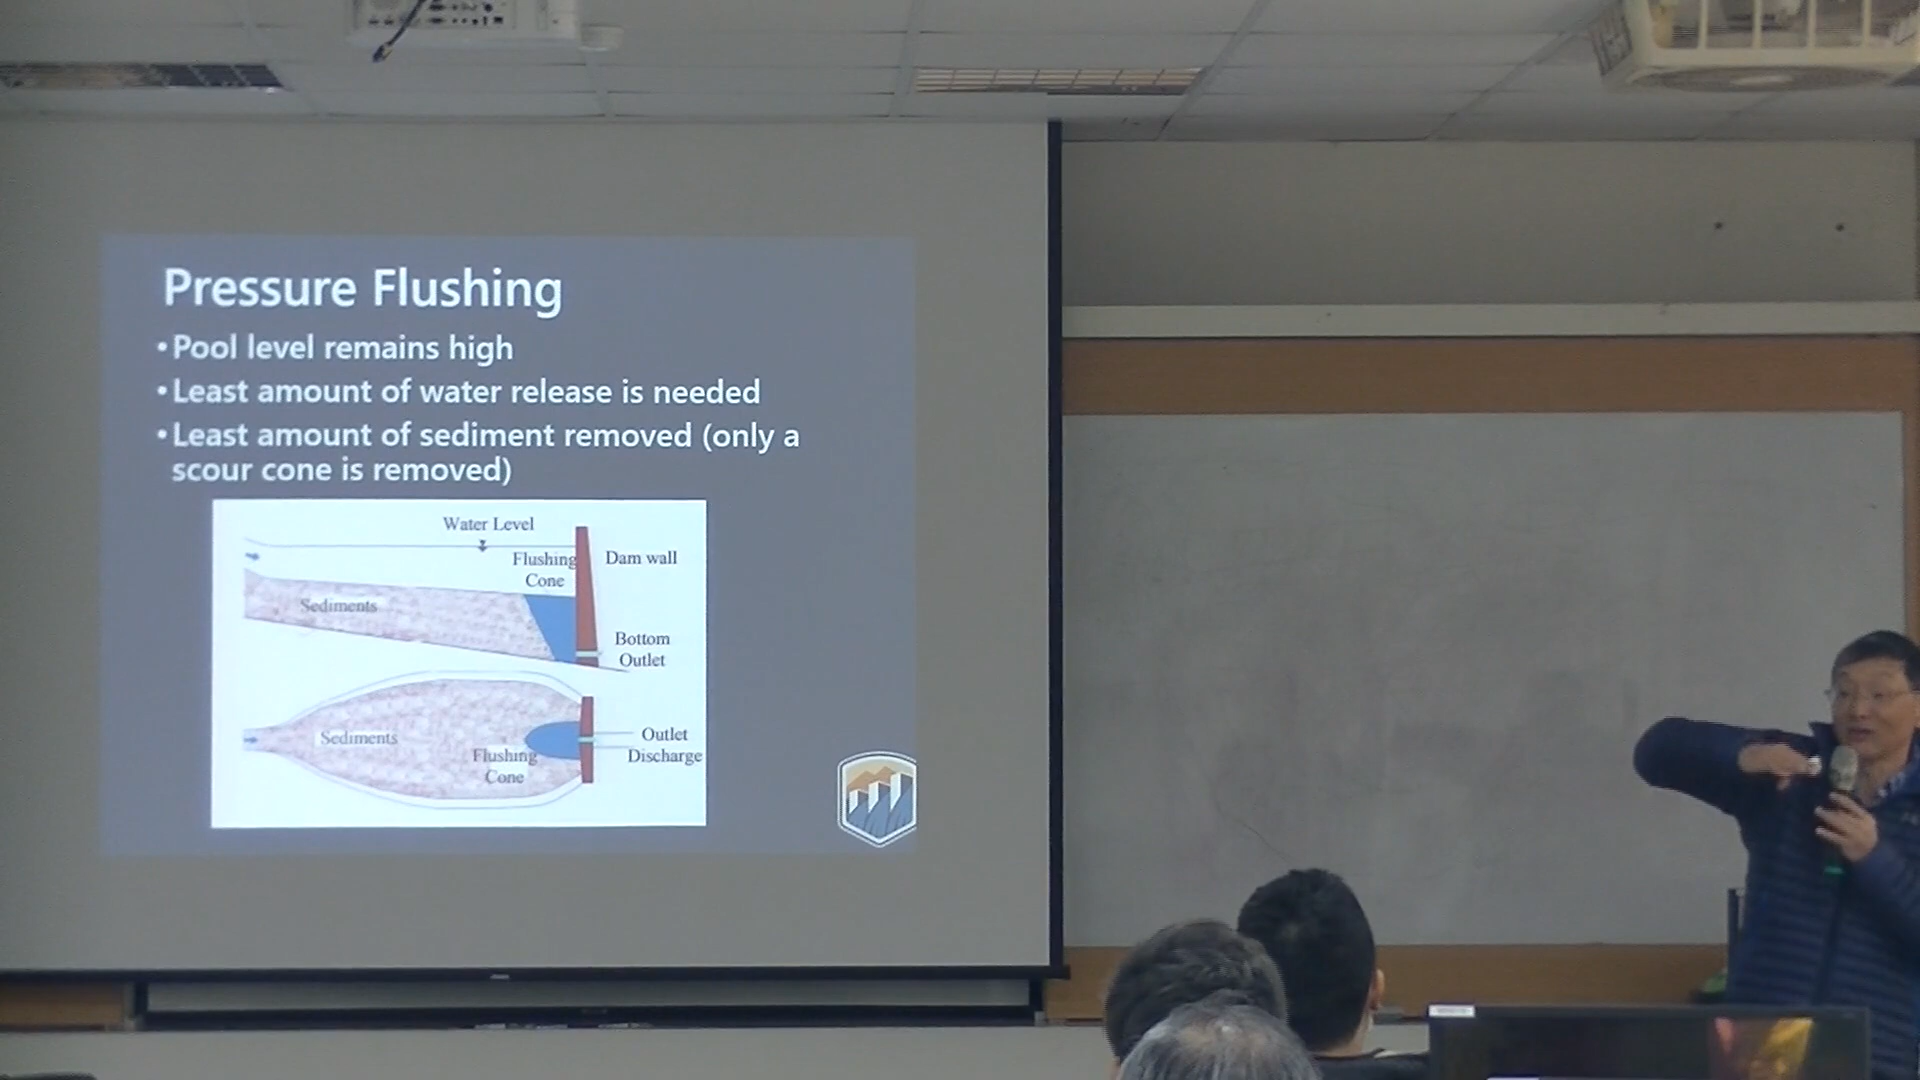 Pressure Flushing
•Pool level remains high
•Least amount of water release is needed
•Least amount of sediment removed (only a
scour cone is removed)
Water Level
Flushing
Cone
Dam wall
Sediments
Bottom
Outlet
Sediments
Flushing
Cone
Outlet
Discharge